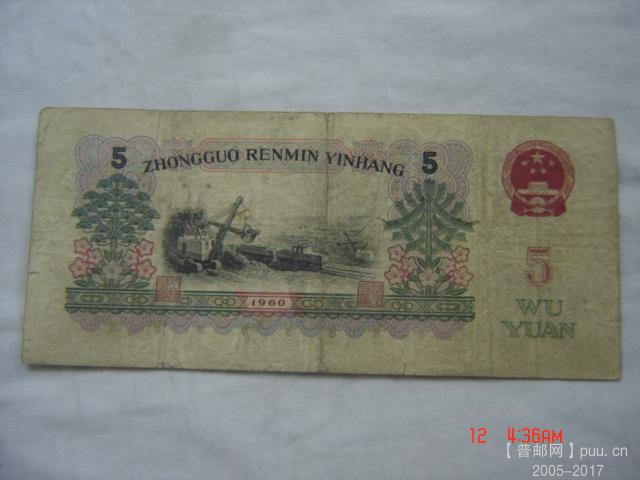 5 ZHONGGUO RENMIN YINHANG 5
5
1960
WU
YUAN
12 4:36AM
【普邮网】puu.cn
2005-2017